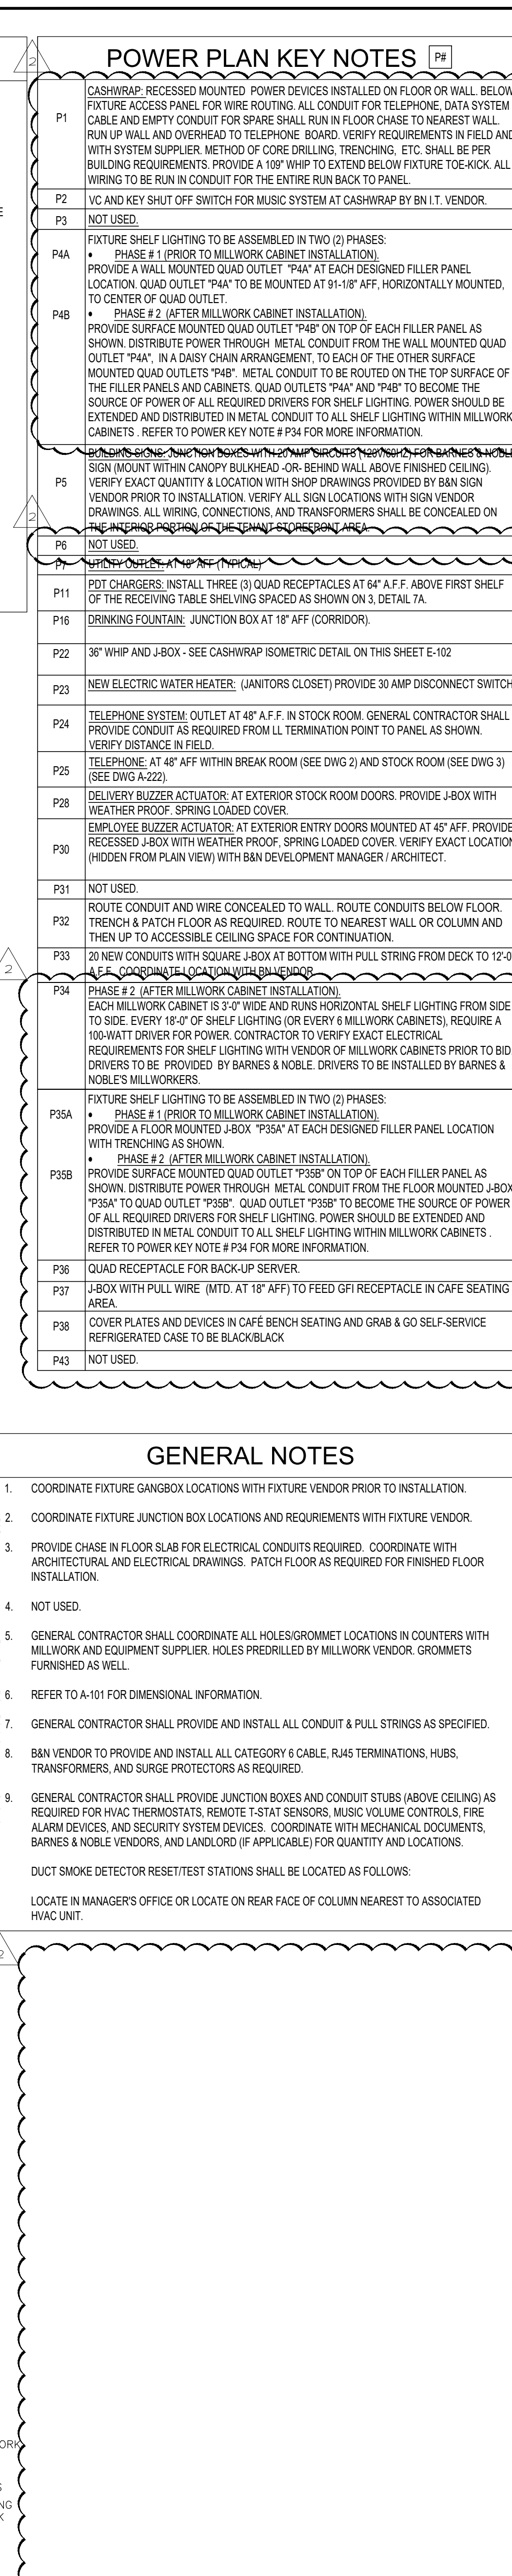 2
POWER PLAN KEY NOTES P#
P1
CASHWRAP: RECESSED MOUNTED POWER DEVICES INSTALLED ON FLOOR OR WALL. BELOW
FIXTURE ACCESS PANEL FOR WIRE ROUTING. ALL CONDUIT FOR TELEPHONE, DATA SYSTEM
CABLE AND EMPTY CONDUIT FOR SPARE SHALL RUN IN FLOOR CHASE TO NEAREST WALL.
RUN UP WALL AND OVERHEAD TO TELEPHONE BOARD. VERIFY REQUIREMENTS IN FIELD AND
WITH SYSTEM SUPPLIER. METHOD OF CORE DRILLING, TRENCHING, ETC. SHALL BE PER
BUILDING REQUIREMENTS. PROVIDE A 109" WHIP TO EXTEND BELOW FIXTURE TOE-KICK. ALL
WIRING TO BE RUN IN CONDUIT FOR THE ENTIRE RUN BACK TO PANEL.
P2 VC AND KEY SHUT OFF SWITCH FOR MUSIC SYSTEM AT CASHWRAP BY BN I.T. VENDOR.
E
P3 NOT USED.
P4A
FIXTURE SHELF LIGHTING TO BE ASSEMBLED IN TWO (2) PHASES:
• PHASE # 1 (PRIOR TO MILLWORK CABINET INSTALLATION).
PROVIDE A WALL MOUNTED QUAD OUTLET "P4A" AT EACH DESIGNED FILLER PANEL
LOCATION. QUAD OUTLET "P4A" TO BE MOUNTED AT 91-1/8" AFF, HORIZONTALLY MOUNTED,
TO CENTER OF QUAD OUTLET.
P4B
• PHASE # 2 (AFTER MILLWORK CABINET INSTALLATION).
PROVIDE SURFACE MOUNTED QUAD OUTLET "P4B" ON TOP OF EACH FILLER PANEL AS
SHOWN. DISTRIBUTE POWER THROUGH METAL CONDUIT FROM THE WALL MOUNTED QUAD
OUTLET "P4A", IN A DAISY CHAIN ARRANGEMENT, TO EACH OF THE OTHER SURFACE
MOUNTED QUAD OUTLETS "P4B". METAL CONDUIT TO BE ROUTED ON THE TOP SURFACE OF
THE FILLER PANELS AND CABINETS. QUAD OUTLETS "P4A" AND "P4B" TO BECOME THE
SOURCE OF POWER OF ALL REQUIRED DRIVERS FOR SHELF LIGHTING. POWER SHOULD BE
EXTENDED AND DISTRIBUTED IN METAL CONDUIT TO ALL SHELF LIGHTING WITHIN MILLWORK
CABINETS . REFER TO POWER KEY NOTE # P34 FOR MORE INFORMATION.
P5
BUILDING SIGNS: JUNCTION BOXES WITH 20 AMP CIRCUITS (120V/60HZ) FOR BARNES & NOBLE
SIGN (MOUNT WITHIN CANOPY BULKHEAD -OR- BEHIND WALL ABOVE FINISHED CEILING).
VERIFY EXACT QUANTITY & LOCATION WITH SHOP DRAWINGS PROVIDED BY B&N SIGN
VENDOR PRIOR TO INSTALLATION. VERIFY ALL SIGN LOCATIONS WITH SIGN VENDOR
DRAWINGS. ALL WIRING, CONNECTIONS, AND TRANSFORMERS SHALL BE CONCEALED ON
THE INTERIOR PORTION OF THE TENANT STOREFRONT AREA.
2
P6 NOT USED.
P7 UTILITY OUTLET: AT 18" AFF (TYPICAL)
P11
PDT CHARGERS: INSTALL THREE (3) QUAD RECEPTACLES AT 64" A.F.F. ABOVE FIRST SHELF
OF THE RECEIVING TABLE SHELVING SPACED AS SHOWN ON 3, DETAIL 7A.
P16 DRINKING FOUNTAIN: JUNCTION BOX AT 18" AFF (CORRIDOR).
P22 36" WHIP AND J-BOX - SEE CASHWRAP ISOMETRIC DETAIL ON THIS SHEET E-102
P23 NEW ELECTRIC WATER HEATER: (JANITORS CLOSET) PROVIDE 30 AMP DISCONNECT SWITCH
P24
TELEPHONE SYSTEM: OUTLET AT 48" A.F.F. IN STOCK ROOM. GENERAL CONTRACTOR SHALL
PROVIDE CONDUIT AS REQUIRED FROM LL TERMINATION POINT TO PANEL AS SHOWN.
VERIFY DISTANCE IN FIELD.
P25
TELEPHONE: AT 48" AFF WITHIN BREAK ROOM (SEE DWG 2) AND STOCK ROOM (SEE DWG 3)
(SEE DWG A-222).
P28
DELIVERY BUZZER ACTUATOR: AT EXTERIOR STOCK ROOM DOORS. PROVIDE J-BOX WITH
WEATHER PROOF. SPRING LOADED COVER.
P30
EMPLOYEE BUZZER ACTUATOR: AT EXTERIOR ENTRY DOORS MOUNTED AT 45" AFF. PROVIDE
RECESSED J-BOX WITH WEATHER PROOF, SPRING LOADED COVER. VERIFY EXACT LOCATION
(HIDDEN FROM PLAIN VIEW) WITH B&N DEVELOPMENT MANAGER / ARCHITECT.
P31 NOT USED.
P32
ROUTE CONDUIT AND WIRE CONCEALED TO WALL. ROUTE CONDUITS BELOW FLOOR.
TRENCH & PATCH FLOOR AS REQUIRED. ROUTE TO NEAREST WALL OR COLUMN AND
THEN UP TO ACCESSIBLE CEILING SPACE FOR CONTINUATION.
2
P33
20 NEW CONDUITS WITH SQUARE J-BOX AT BOTTOM WITH PULL STRING FROM DECK TO 12'-0"
A.F.F. COORDINATE LOCATION WITH BN VENDOR
P34
PHASE # 2 (AFTER MILLWORK CABINET INSTALLATION).
EACH MILLWORK CABINET IS 3'-0" WIDE AND RUNS HORIZONTAL SHELF LIGHTING FROM SIDE
TO SIDE. EVERY 18'-0" OF SHELF LIGHTING (OR EVERY 6 MILLWORK CABINETS), REQUIRE A
100-WATT DRIVER FOR POWER. CONTRACTOR TO VERIFY EXACT ELECTRICAL
REQUIREMENTS FOR SHELF LIGHTING WITH VENDOR OF MILLWORK CABINETS PRIOR TO BID.
DRIVERS TO BE PROVIDED BY BARNES & NOBLE. DRIVERS TO BE INSTALLED BY BARNES &
NOBLE'S MILLWORKERS.
P35A
FIXTURE SHELF LIGHTING TO BE ASSEMBLED IN TWO (2) PHASES:
• PHASE # 1 (PRIOR TO MILLWORK CABINET INSTALLATION).
PROVIDE A FLOOR MOUNTED J-BOX "P35A" AT EACH DESIGNED FILLER PANEL LOCATION
WITH TRENCHING AS SHOWN.
P35B
• PHASE # 2 (AFTER MILLWORK CABINET INSTALLATION).
PROVIDE SURFACE MOUNTED QUAD OUTLET "P35B" ON TOP OF EACH FILLER PANEL AS
SHOWN. DISTRIBUTE POWER THROUGH METAL CONDUIT FROM THE FLOOR MOUNTED J-BOX
"P35A" TO QUAD OUTLET "P35B". QUAD OUTLET "P35B" TO BECOME THE SOURCE OF POWER
OF ALL REQUIRED DRIVERS FOR SHELF LIGHTING. POWER SHOULD BE EXTENDED AND
DISTRIBUTED IN METAL CONDUIT TO ALL SHELF LIGHTING WITHIN MILLWORK CABINETS .
REFER TO POWER KEY NOTE # P34 FOR MORE INFORMATION.
P36 QUAD RECEPTACLE FOR BACK-UP SERVER.
P37
J-BOX WITH PULL WIRE (MTD. AT 18" AFF) TO FEED GFI RECEPTACLE IN CAFE SEATING
AREA.
P38
COVER PLATES AND DEVICES IN CAFÉ BENCH SEATING AND GRAB & GO SELF-SERVICE
REFRIGERATED CASE TO BE BLACK/BLACK
P43 NOT USED.
GENERAL NOTES
1. COORDINATE FIXTURE GANGBOX LOCATIONS WITH FIXTURE VENDOR PRIOR TO INSTALLATION.
2. COORDINATE FIXTURE JUNCTION BOX LOCATIONS AND REQURIEMENTS WITH FIXTURE VENDOR.
3. PROVIDE CHASE IN FLOOR SLAB FOR ELECTRICAL CONDUITS REQUIRED. COORDINATE WITH
ARCHITECTURAL AND ELECTRICAL DRAWINGS. PATCH FLOOR AS REQUIRED FOR FINISHED FLOOR
INSTALLATION.
4. NOT USED.
5. GENERAL CONTRACTOR SHALL COORDINATE ALL HOLES/GROMMET LOCATIONS IN COUNTERS WITH
MILLWORK AND EQUIPMENT SUPPLIER. HOLES PREDRILLED BY MILLWORK VENDOR. GROMMETS
FURNISHED AS WELL.
6. REFER TO A-101 FOR DIMENSIONAL INFORMATION.
7. GENERAL CONTRACTOR SHALL PROVIDE AND INSTALL ALL CONDUIT & PULL STRINGS AS SPECIFIED.
8. B&N VENDOR TO PROVIDE AND INSTALL ALL CATEGORY 6 CABLE, RJ45 TERMINATIONS, HUBS,
TRANSFORMERS, AND SURGE PROTECTORS AS REQUIRED.
9. GENERAL CONTRACTOR SHALL PROVIDE JUNCTION BOXES AND CONDUIT STUBS (ABOVE CEILING) AS
REQUIRED FOR HVAC THERMOSTATS, REMOTE T-STAT SENSORS, MUSIC VOLUME CONTROLS, FIRE
ALARM DEVICES, AND SECURITY SYSTEM DEVICES. COORDINATE WITH MECHANICAL DOCUMENTS,
BARNES & NOBLE VENDORS, AND LANDLORD (IF APPLICABLE) FOR QUANTITY AND LOCATIONS.
DUCT SMOKE DETECTOR RESET/TEST STATIONS SHALL BE LOCATED AS FOLLOWS:
LOCATE IN MANAGER'S OFFICE OR LOCATE ON REAR FACE OF COLUMN NEAREST TO ASSOCIATED
HVAC UNIT.
2
ORK
S
NG
K